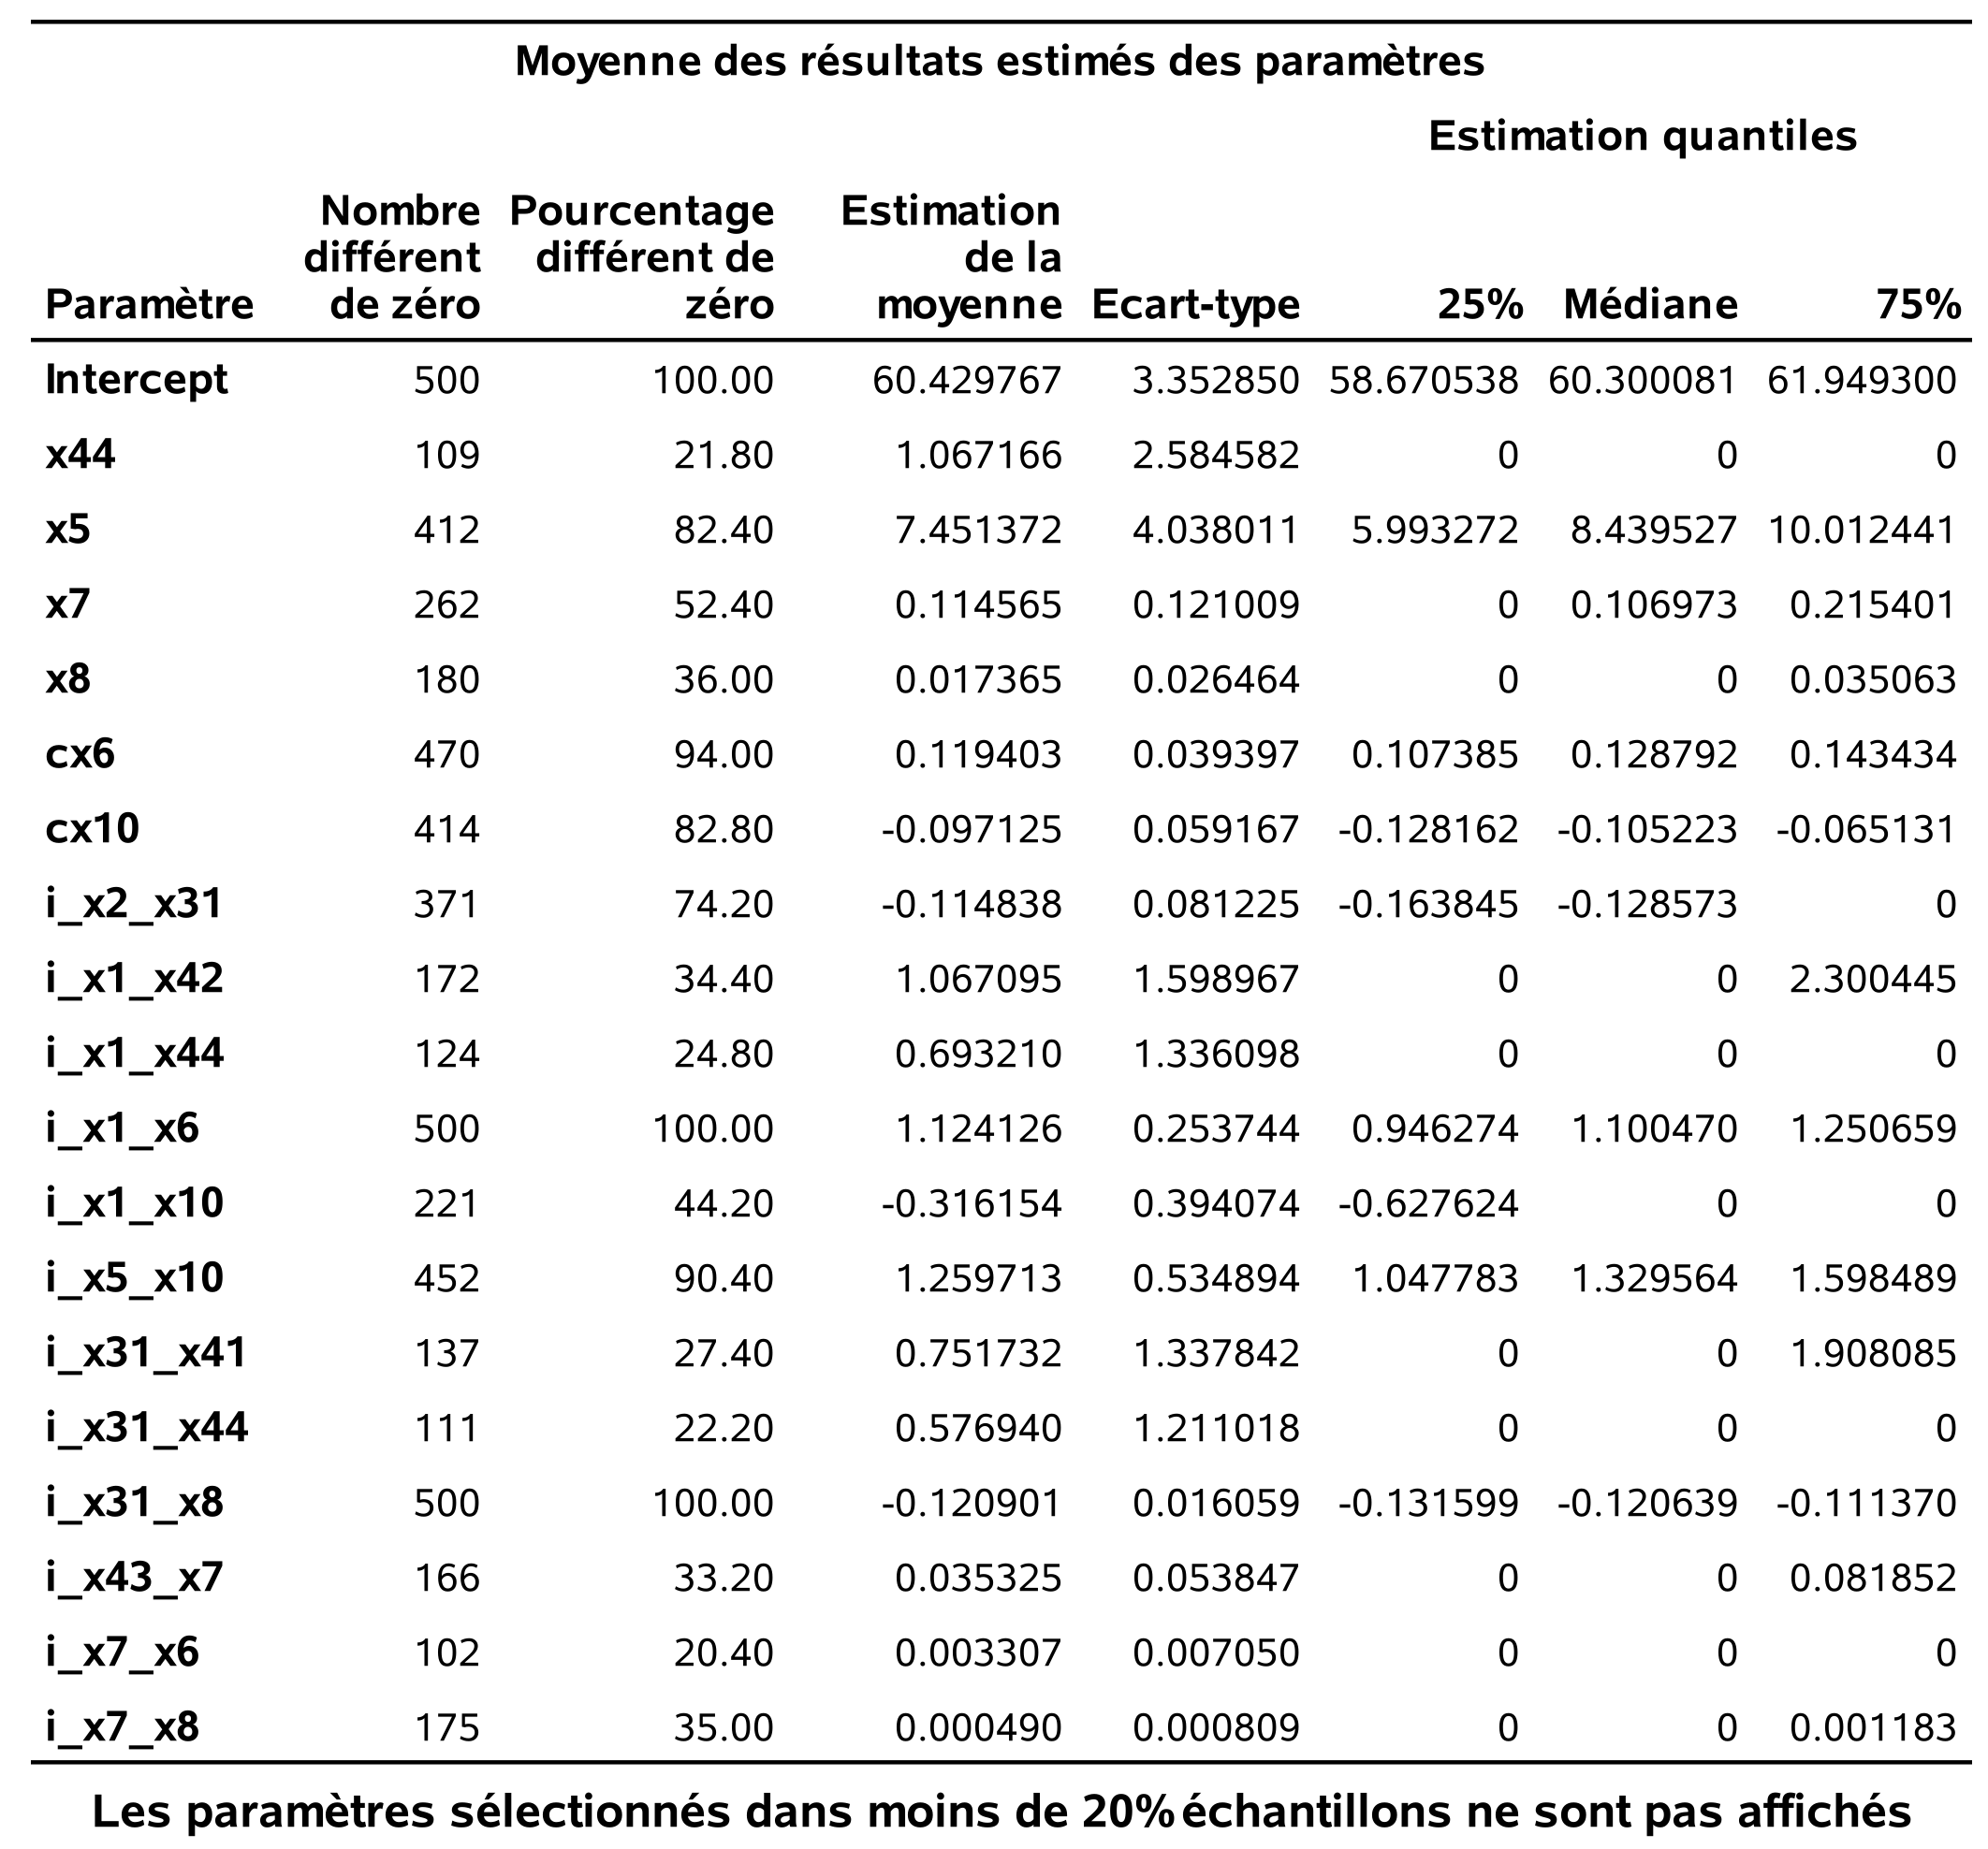 Moyenne des résultats estimés des paramètres
Estimation quantiles
Paramètre Nombre différent de zéro Pourcentage différent de zéro Estimation de la moyenne Ecart-type 25% Médiane 75%
Intercept 500 100.00 60.429767 3.352850 58.670538 60.300081 61.949300
x44 109 21.80 1.067166 2.584582 0 0 0
x5 412 82.40 7.451372 4.038011 5.993272 8.439527 10.012441
x7 262 52.40 0.114565 0.121009 0 0.106973 0.215401
x8 180 36.00 0.017365 0.026464 0 0 0.035063
cx6 470 94.00 0.119403 0.039397 0.107385 0.128792 0.143434
cx10 414 82.80 -0.097125 0.059167 -0.128162 -0.105223 -0.065131
i_x2_x31 371 74.20 -0.114838 0.081225 -0.163845 -0.128573 0
i_x1_x42 172 34.40 1.067095 1.598967 0 0 2.300445
i_x1_x44 124 24.80 0.693210 1.336098 0 0 0
i_x1_x6 500 100.00 1.124126 0.253744 0.946274 1.100470 1.250659
i_x1_x10 221 44.20 -0.316154 0.394074 -0.627624 0 0
i_x5_x10 452 90.40 1.259713 0.534894 1.047783 1.329564 1.598489
i_x31_x41 137 27.40 0.751732 1.337842 0 0 1.908085
i_x31_x44 111 22.20 0.576940 1.211018 0 0 0
i_x31_x8 500 100.00 -0.120901 0.016059 -0.131599 -0.120639 -0.111370
i_x43_x7 166 33.20 0.035325 0.053847 0 0 0.081852
i_x7_x6 102 20.40 0.003307 0.007050 0 0 0
i_x7_x8 175 35.00 0.000490 0.000809 0 0 0.001183
Les paramètres sélectionnés dans moins de 20% échantillons ne sont pas affichés